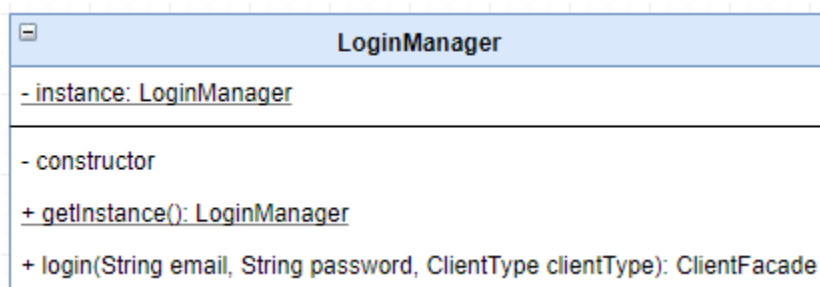 LoginManager
- instance: LoginManager
- constructor
+ getInstance(): LoginManager
+ login(String email, String password, ClientType clientType): ClientFacade